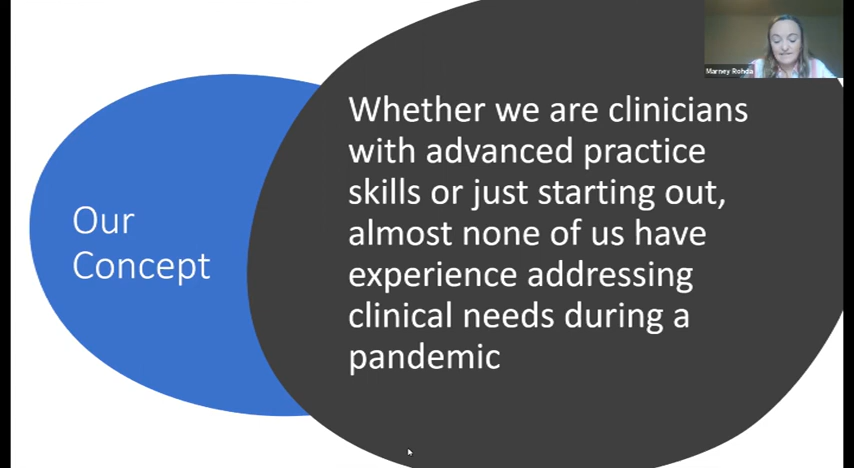 Marney Rohda
Our
Concept
Whether we are clinicians
with advanced practice
skills or just starting out,
almost none of us have
experience addressing
clinical needs during a
pandemic